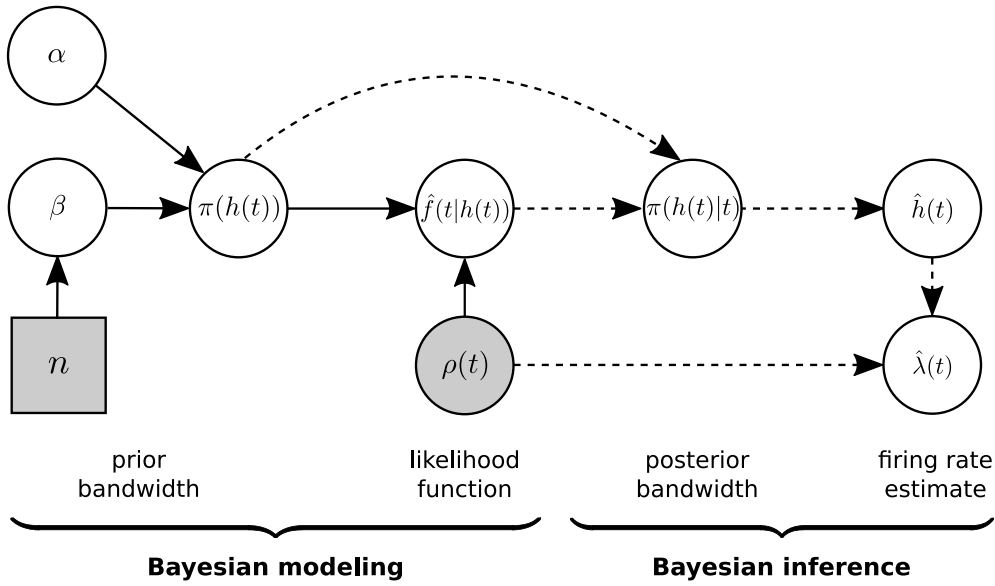 α
β
π(h(t))
f̂(t|h(t))
π(h(t)|t)
ĥ(t)
n
ρ(t)
λ̂(t)
prior
bandwidth
likelihood
function
posterior
bandwidth
firing rate
estimate
Bayesian modeling
Bayesian inference